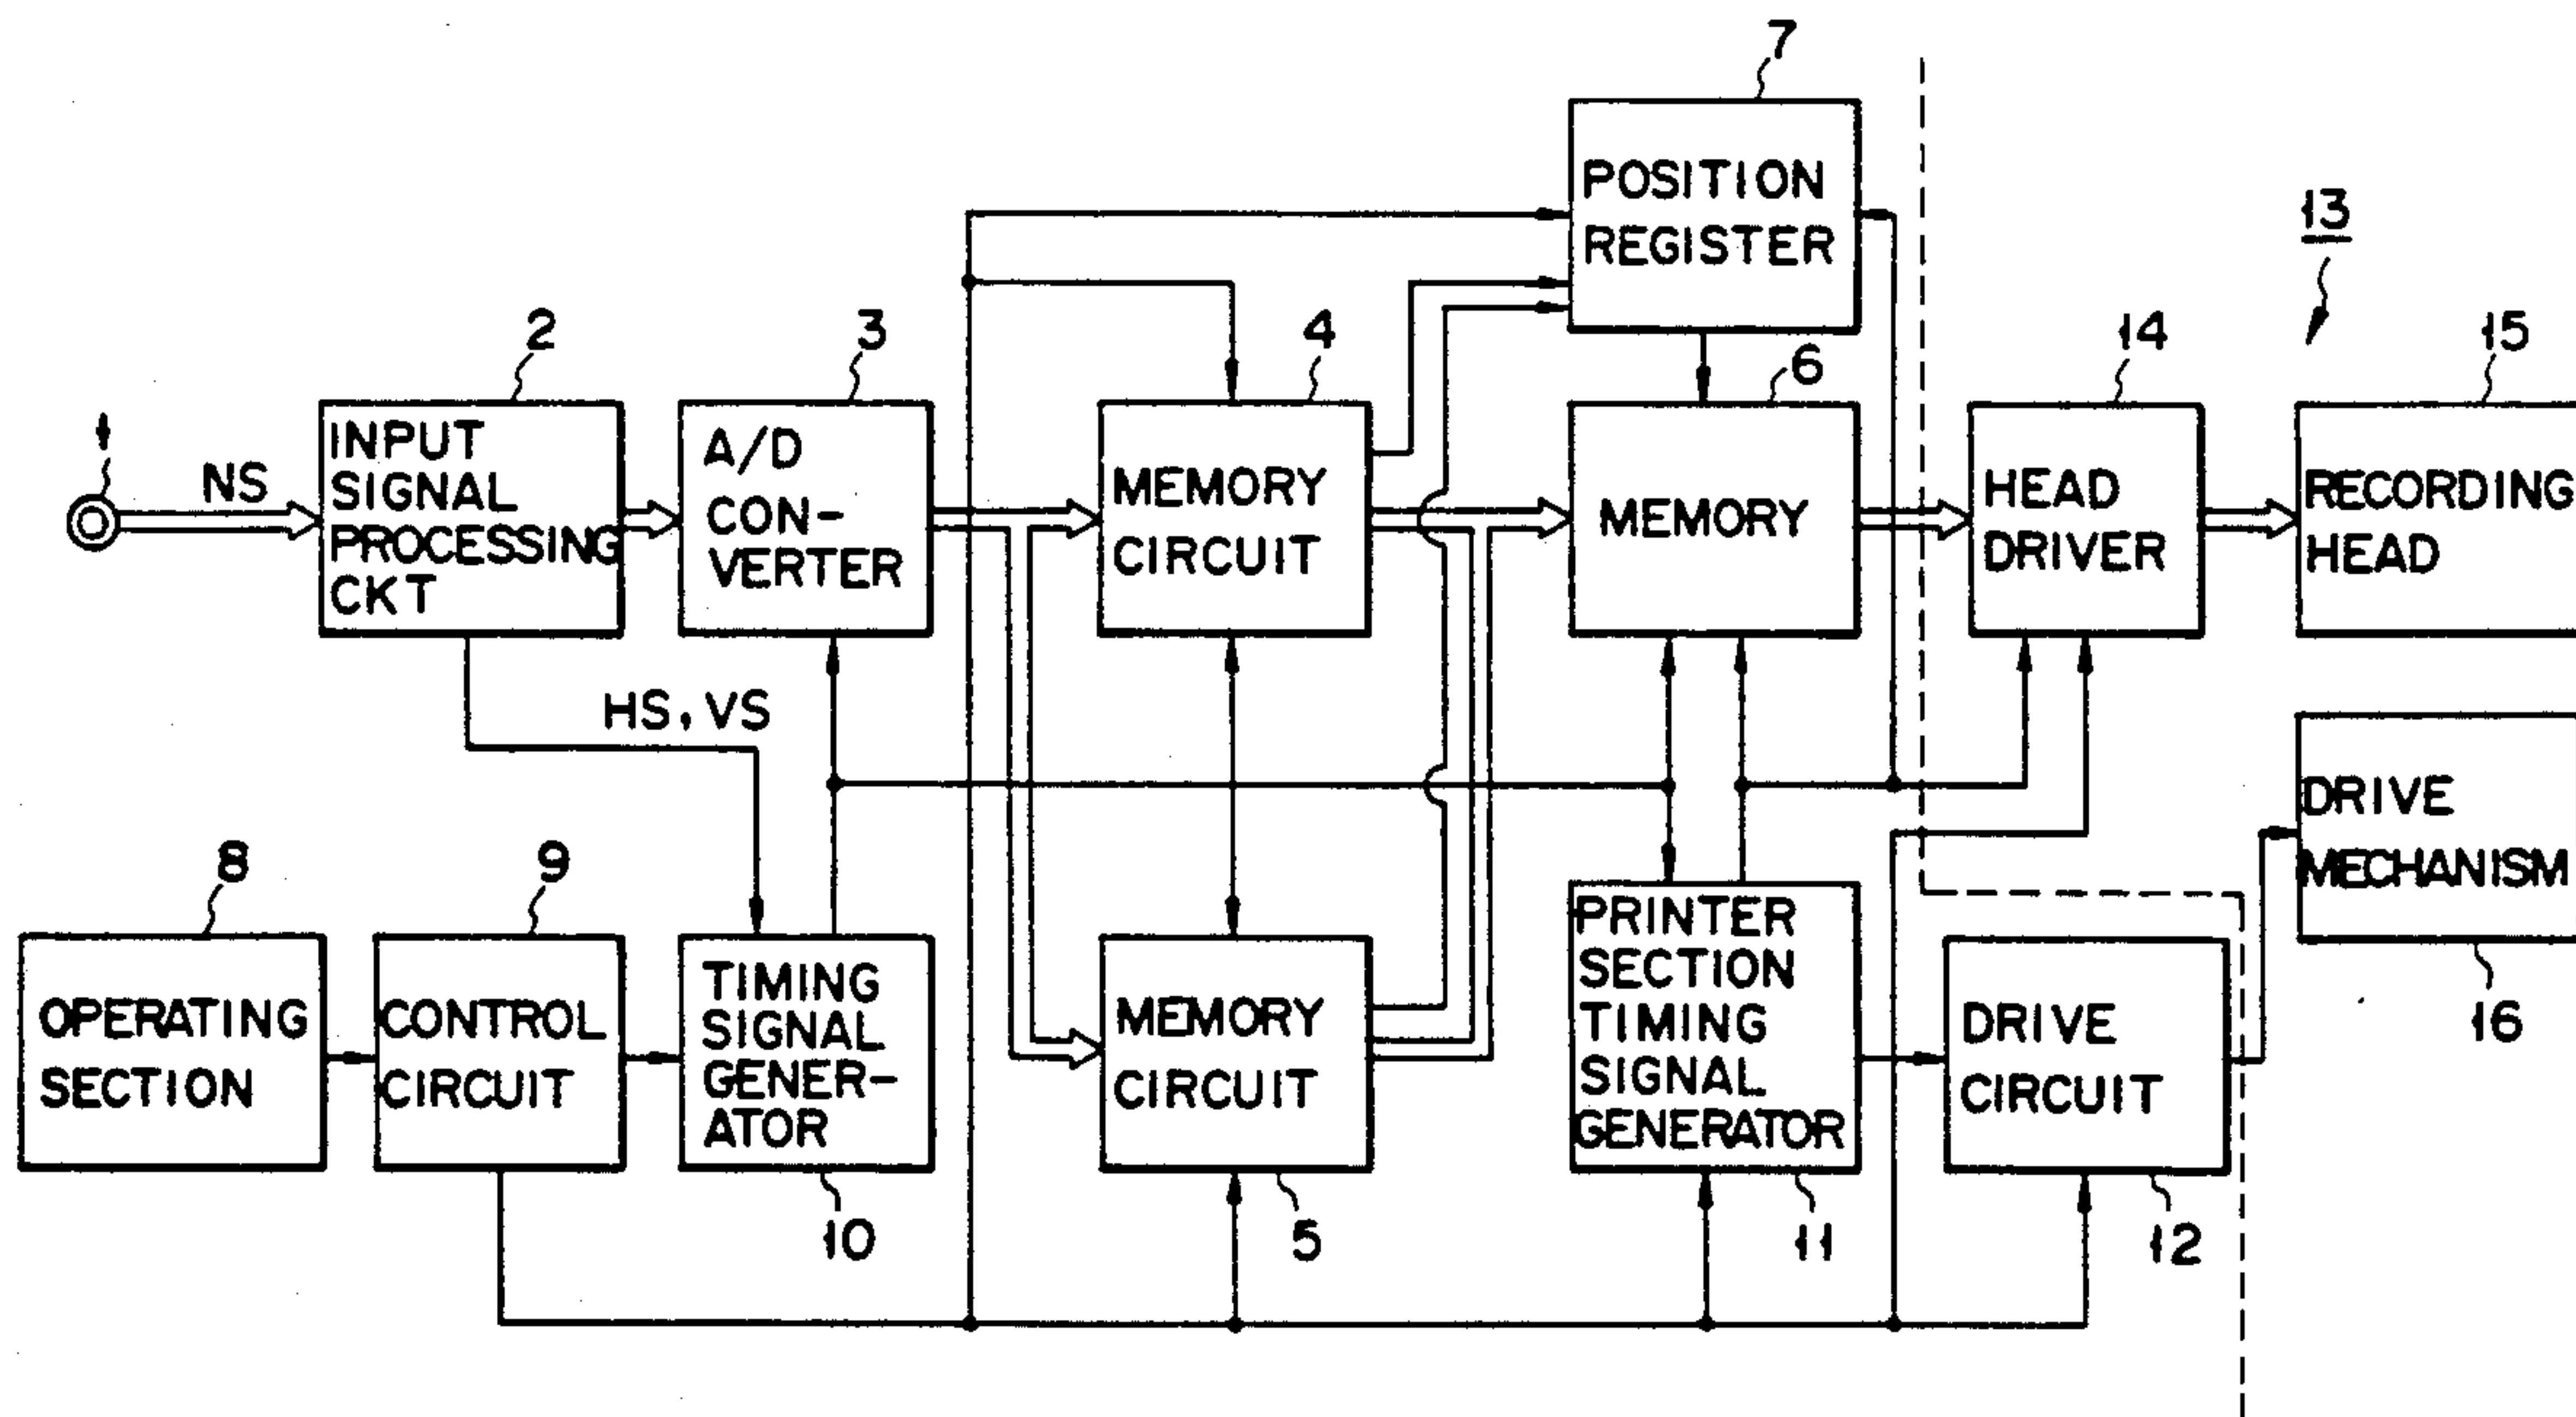 7
POSITION
REGISTER
13
1
NS
2
INPUT
SIGNAL
PROCESSING
CKT
3
A/D
CON-
VERTER
4
MEMORY
CIRCUIT
6
MEMORY
14
HEAD
DRIVER
15
RECORDING
HEAD
HS, VS
8
OPERATING
SECTION
9
CONTROL
CIRCUIT
TIMING
SIGNAL
GENER-
ATOR
10
MEMORY
CIRCUIT
5
PRINTER
SECTION
TIMING
SIGNAL
GENERATOR
11
DRIVE
CIRCUIT
12
DRIVE
MECHANISM
16